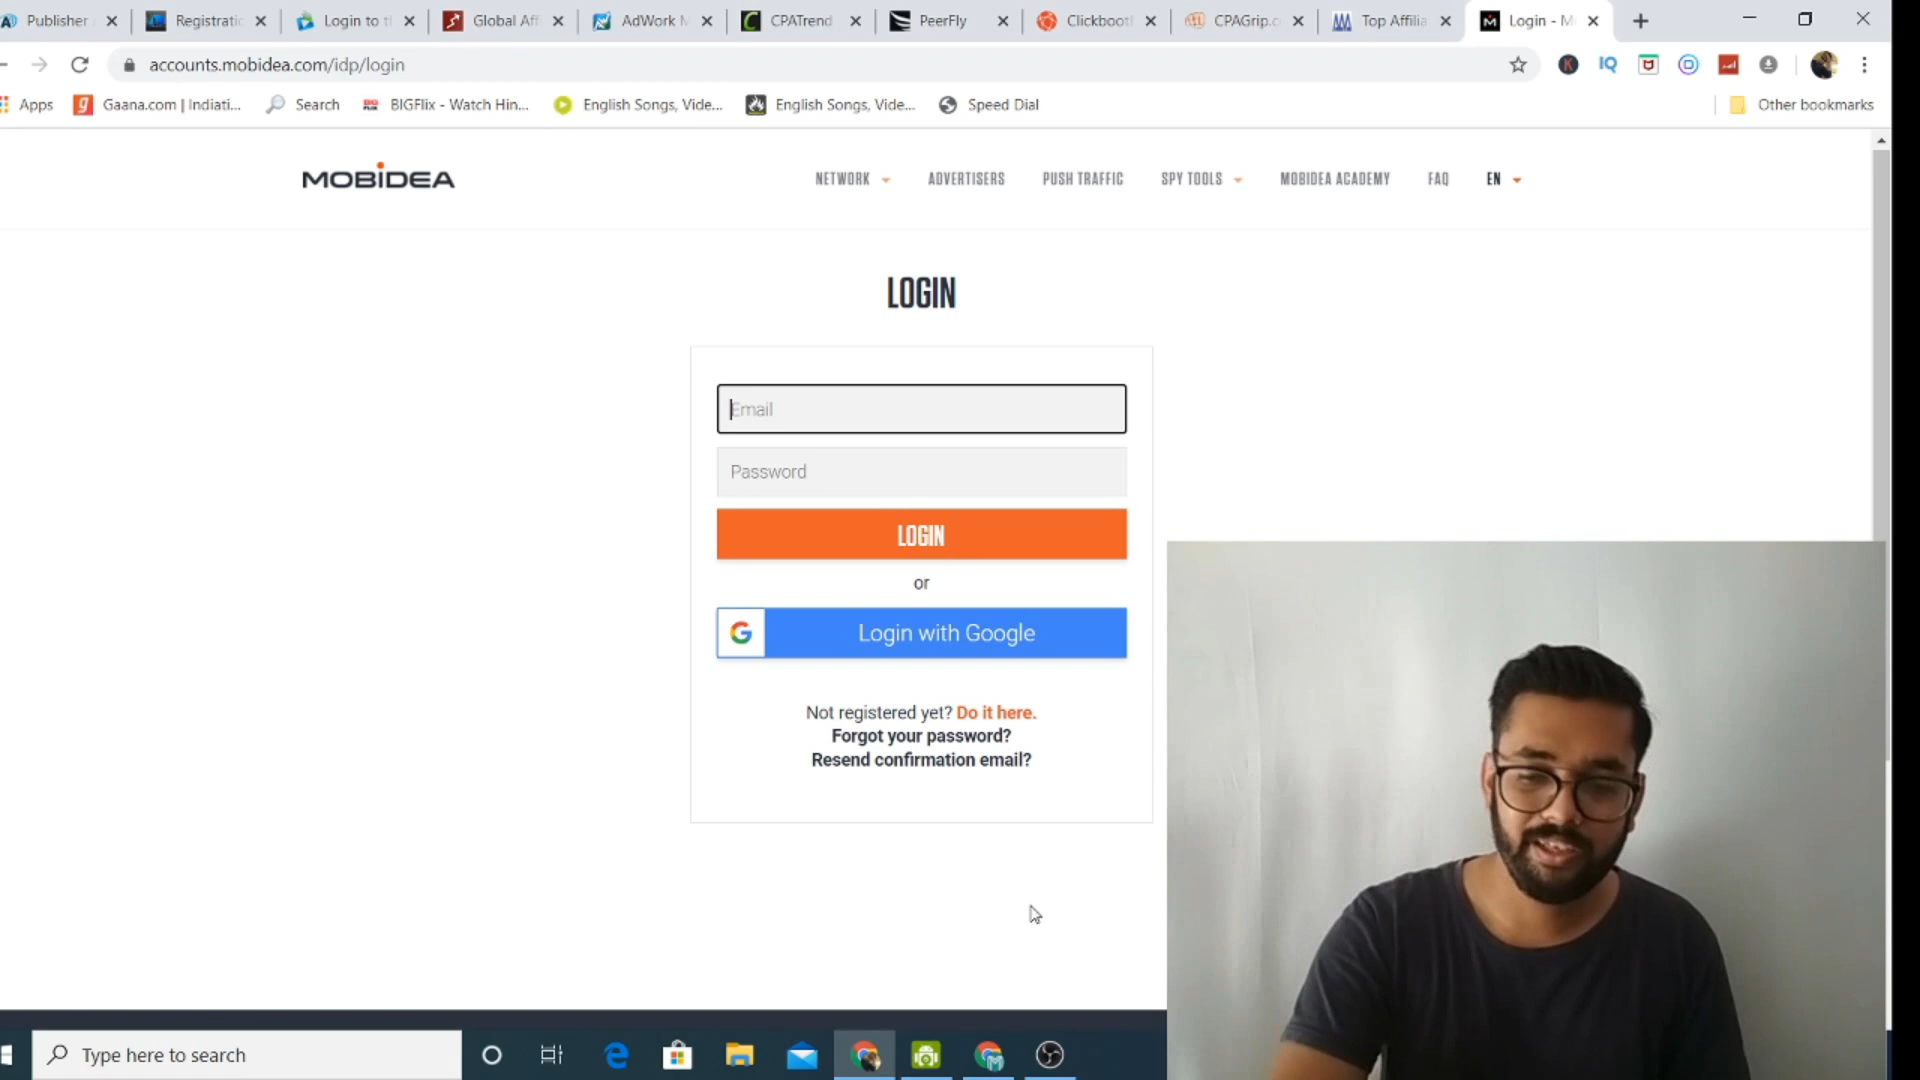 Publisher
Registratio
Login to t
Global Aff
AdWork M
CPATrend
PeerFly
Clickboot
CPAGrip.c
Top Affilia
Login - M
accounts.mobidea.com/idp/login
Apps
Gaana.com | Indiati...
Search
BIGFlix - Watch Hin...
English Songs, Vide...
English Songs, Vide...
Speed Dial
Other bookmarks
MOBIDEA
NETWORK
ADVERTISERS
PUSH TRAFFIC
SPY TOOLS
MOBIDEA ACADEMY
FAQ
EN
LOGIN
Email
Password
LOGIN
or
Login with Google
Not registered yet? Do it here.
Forgot your password?
Resend confirmation email?
Type here to search